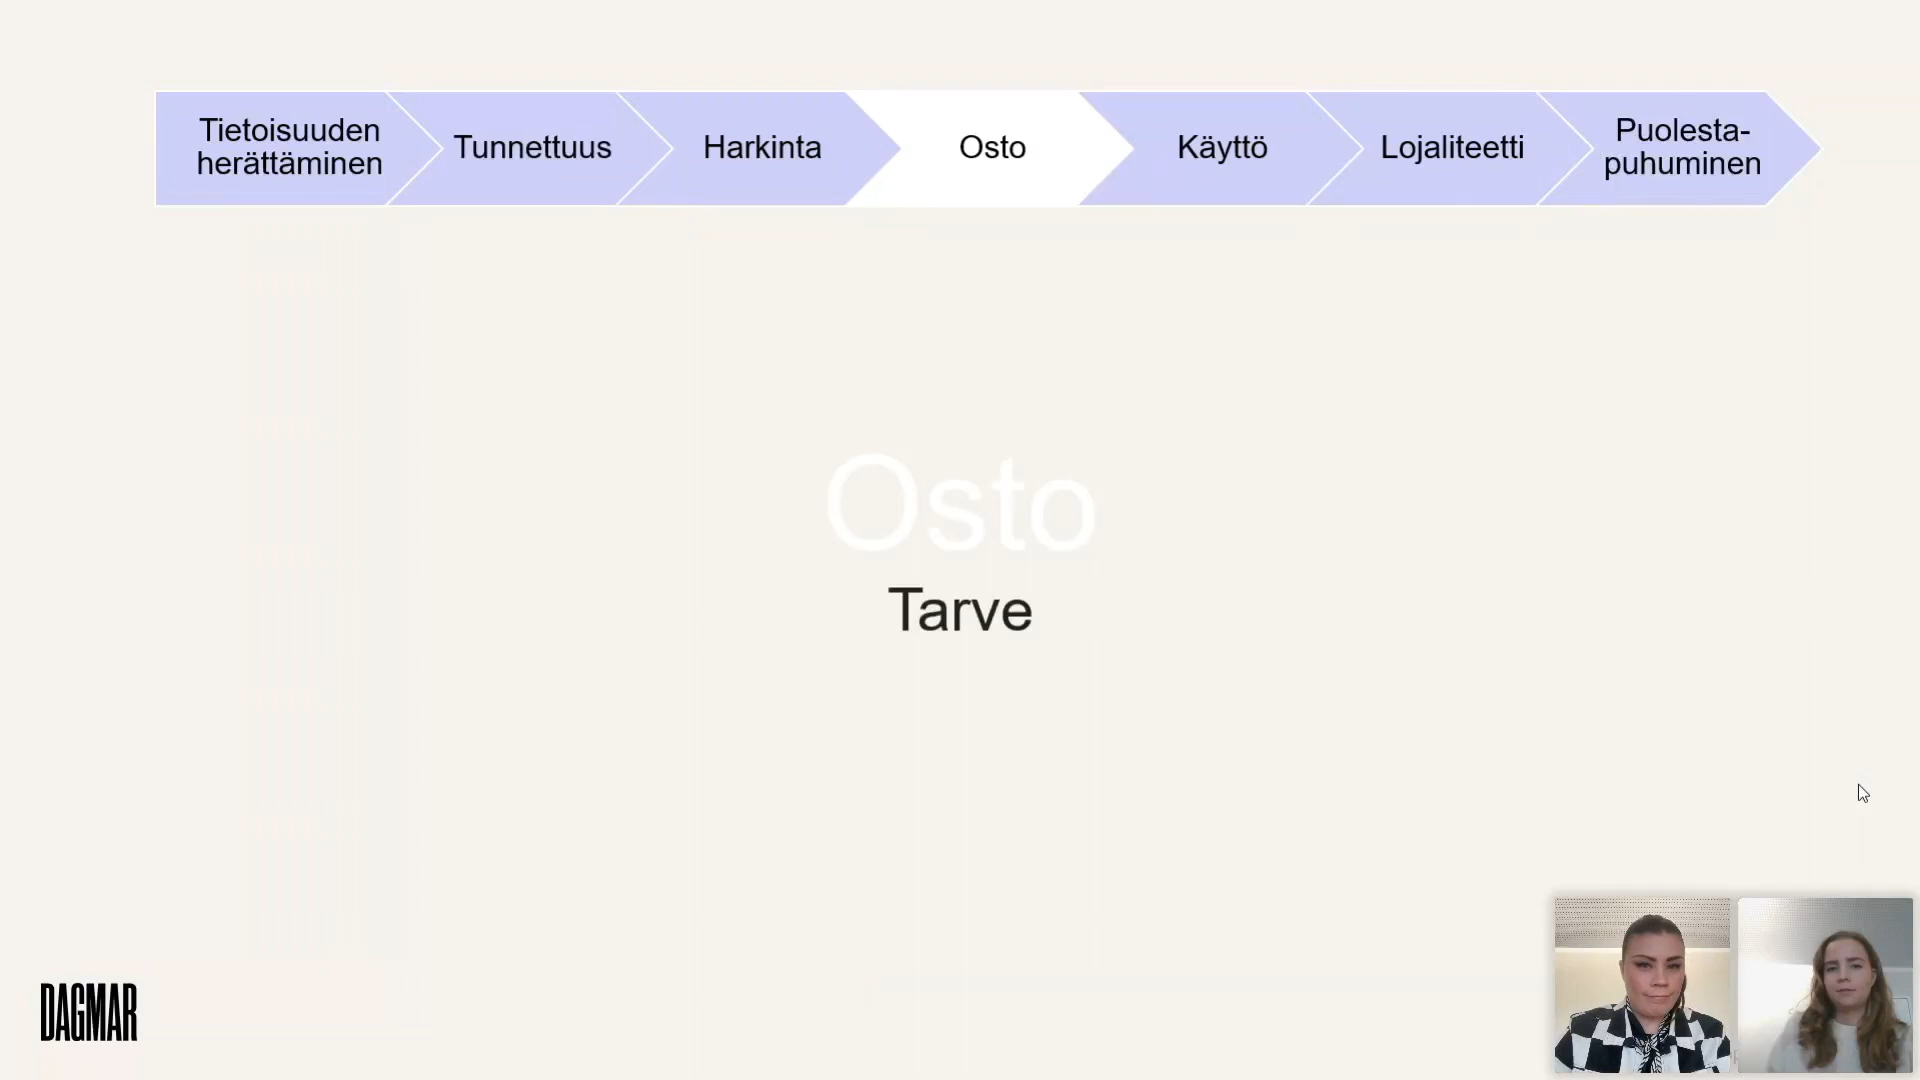 Tietoisuuden
herättäminen
Tunnettuus
Harkinta
Osto
Käyttö
Lojaliteetti
Puolesta-
puhuminen
Osto
Tarve
DAGMAR